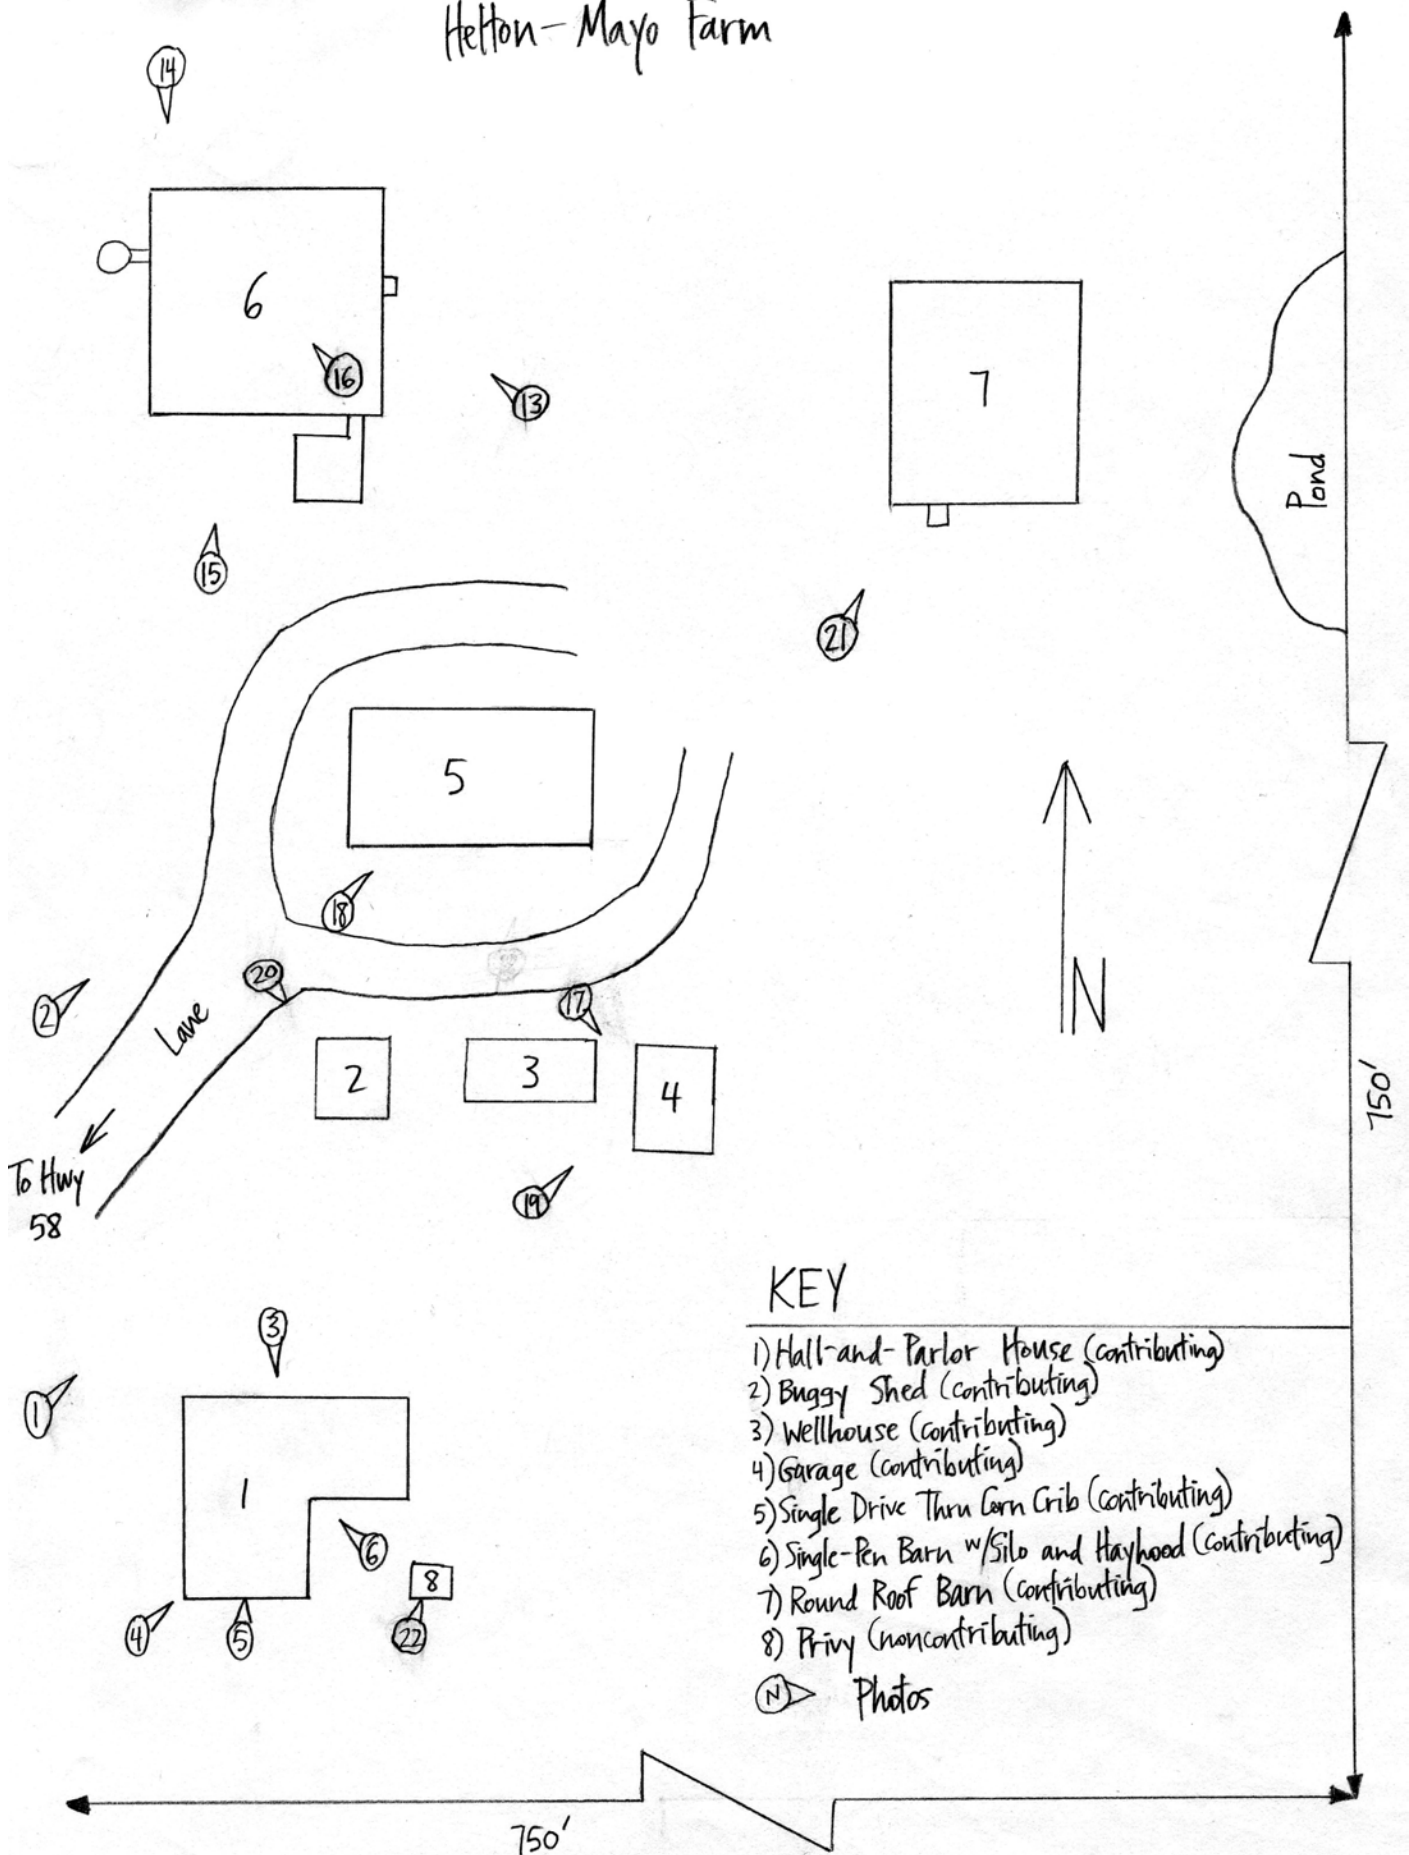 Helton-Mayo Farm
14
6
16
13
7
Pond
15
21
5
18
20
17
2
Lane
N
2
3
4
750'
To Hwy
58
19
3
1
1
6
8
4
5
22
KEY
1) Hall-and-Parlor House (contributing)
2) Buggy Shed (contributing)
3) Wellhouse (contributing)
4) Garage (contributing)
5) Single Drive Thru Corn Crib (contributing)
6) Single-Pen Barn w/Silo and Hayhood (contributing)
7) Round Roof Barn (contributing)
8) Privy (noncontributing)
N Photos
750'